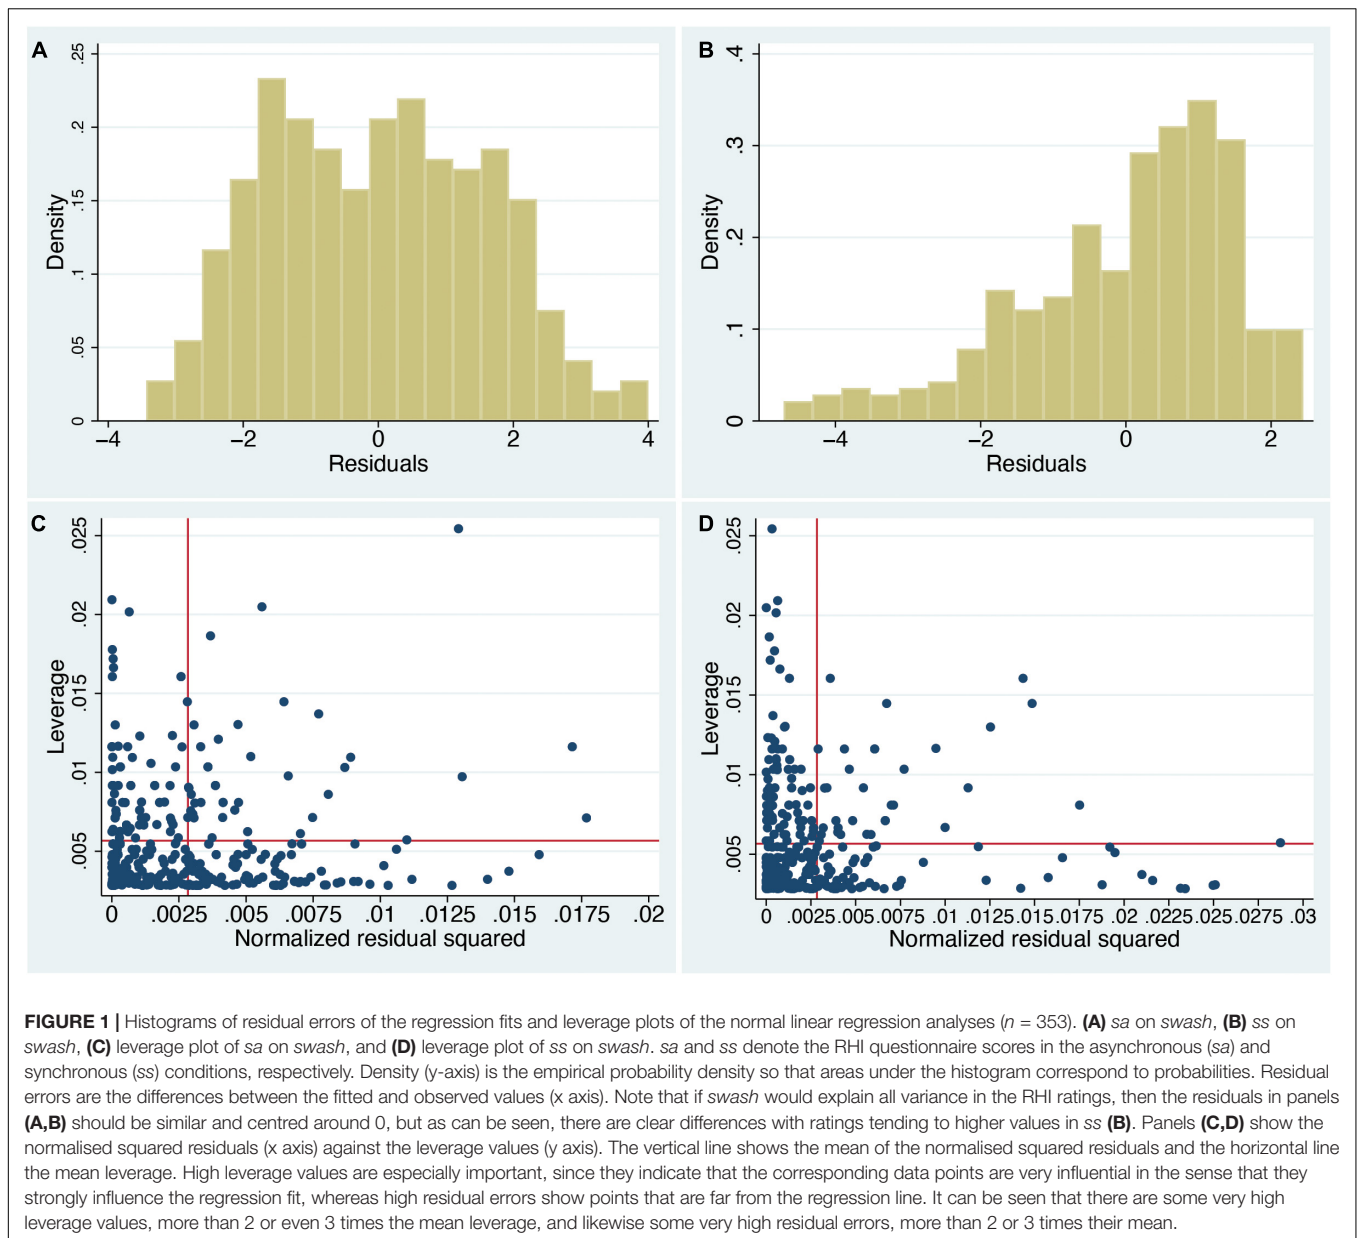 A
.25
.2
.15
.1
.05
0
Density
−4 −2 0 2 4
Residuals
B
.4
.3
.2
.1
0
Density
−4 −2 0 2
Residuals
C
.025
.02
.015
.01
.005
Leverage
0 .0025 .005 .0075 .01 .0125 .015 .0175 .02
Normalized residual squared
D
.025
.02
.015
.01
.005
Leverage
0 .0025 .005 .0075 .01 .0125 .015 .0175 .02 .0225 .025 .0275 .03
Normalized residual squared
FIGURE 1 | Histograms of residual errors of the regression fits and leverage plots of the normal linear regression analyses (n = 353). (A) sa on swash, (B) ss on
swash, (C) leverage plot of sa on swash, and (D) leverage plot of ss on swash. sa and ss denote the RHI questionnaire scores in the asynchronous (sa) and
synchronous (ss) conditions, respectively. Density (y-axis) is the empirical probability density so that areas under the histogram correspond to probabilities. Residual
errors are the differences between the fitted and observed values (x axis). Note that if swash would explain all variance in the RHI ratings, then the residuals in panels
(A,B) should be similar and centred around 0, but as can be seen, there are clear differences with ratings tending to higher values in ss (B). Panels (C,D) show the
normalised squared residuals (x axis) against the leverage values (y axis). The vertical line shows the mean of the normalised squared residuals and the horizontal line
the mean leverage. High leverage values are especially important, since they indicate that the corresponding data points are very influential in the sense that they
strongly influence the regression fit, whereas high residual errors show points that are far from the regression line. It can be seen that there are some very high
leverage values, more than 2 or even 3 times the mean leverage, and likewise some very high residual errors, more than 2 or 3 times their mean.